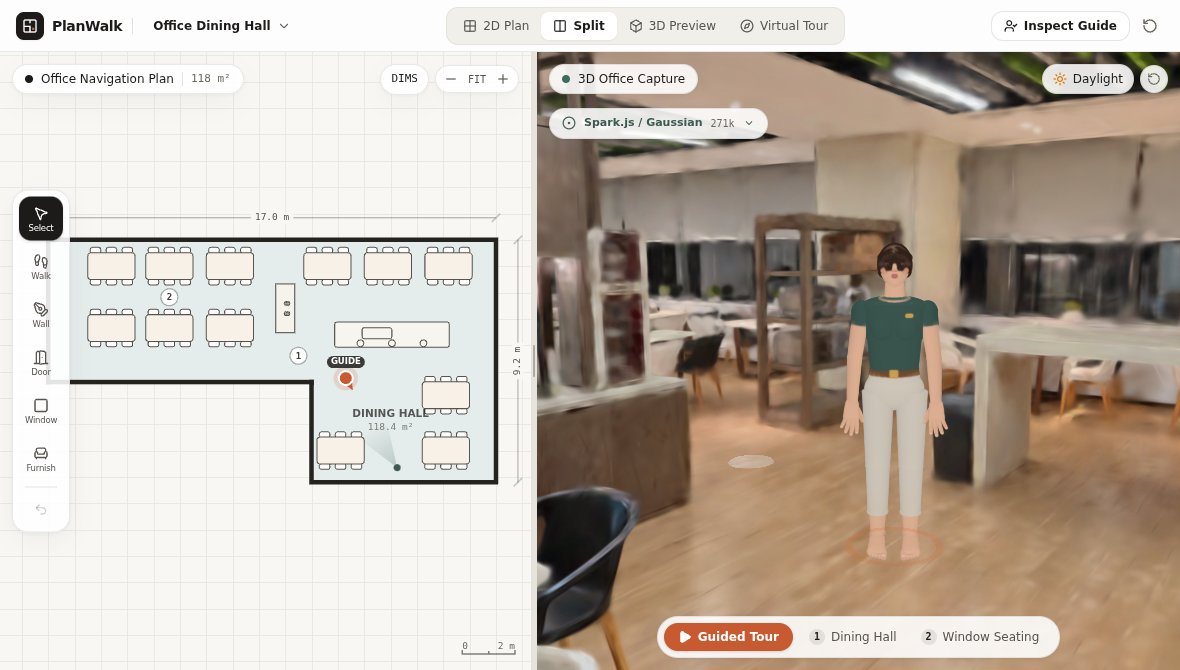 PlanWalk
Office Dining Hall
2D Plan
Split
3D Preview
Virtual Tour
Inspect Guide
Office Navigation Plan
118 m²
DIMS
FIT
3D Office Capture
Daylight
Spark.js / Gaussian 271k
Select
Walk
Wall
Door
Window
Furnish
17.0 m
9.2 m
2
1
GUIDE
DINING HALL
118.4 m²
0 2 m
Guided Tour
1 Dining Hall
2 Window Seating